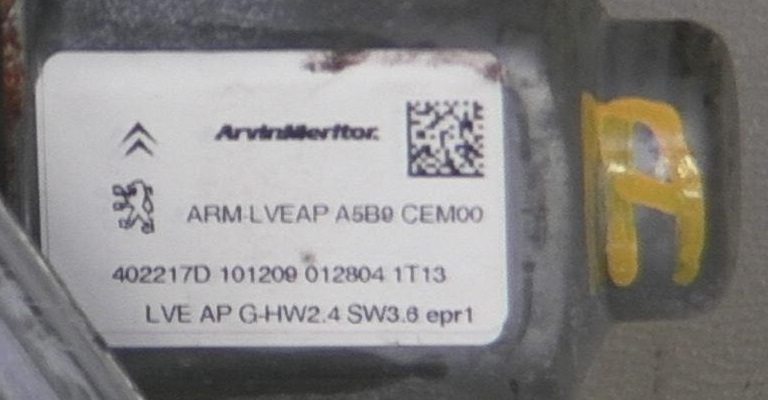 ArvinMeritor.
ARM-LVEAP A5B9 CEM00
402217D 101209 012804 1T13
LVE AP G-HW2.4 SW3.6 epr1
A